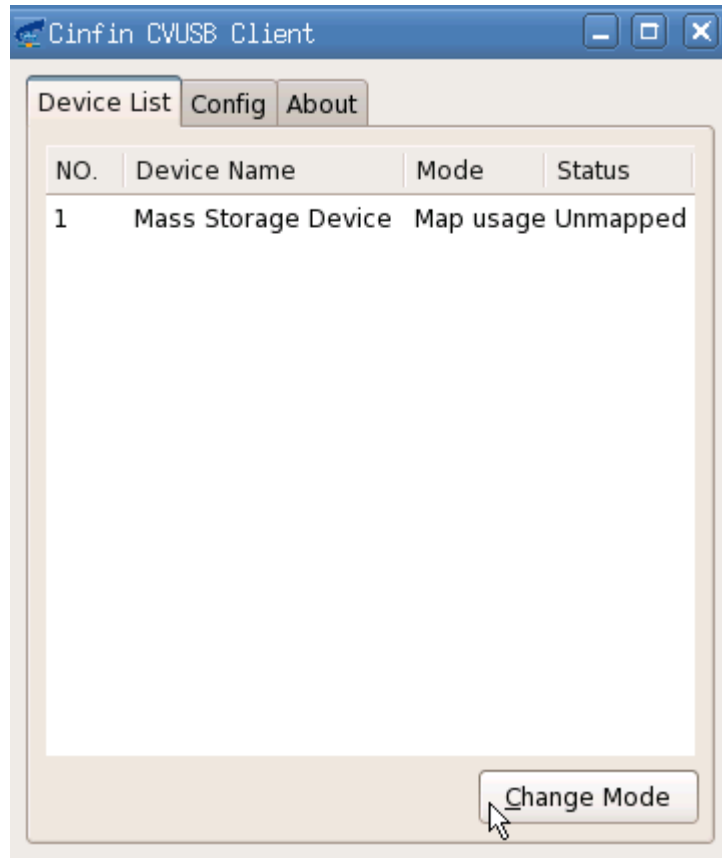 Cinfin CVUSB Client
Device List Config About
NO. Device Name Mode Status
1 Mass Storage Device Map usage Unmapped
Change Mode